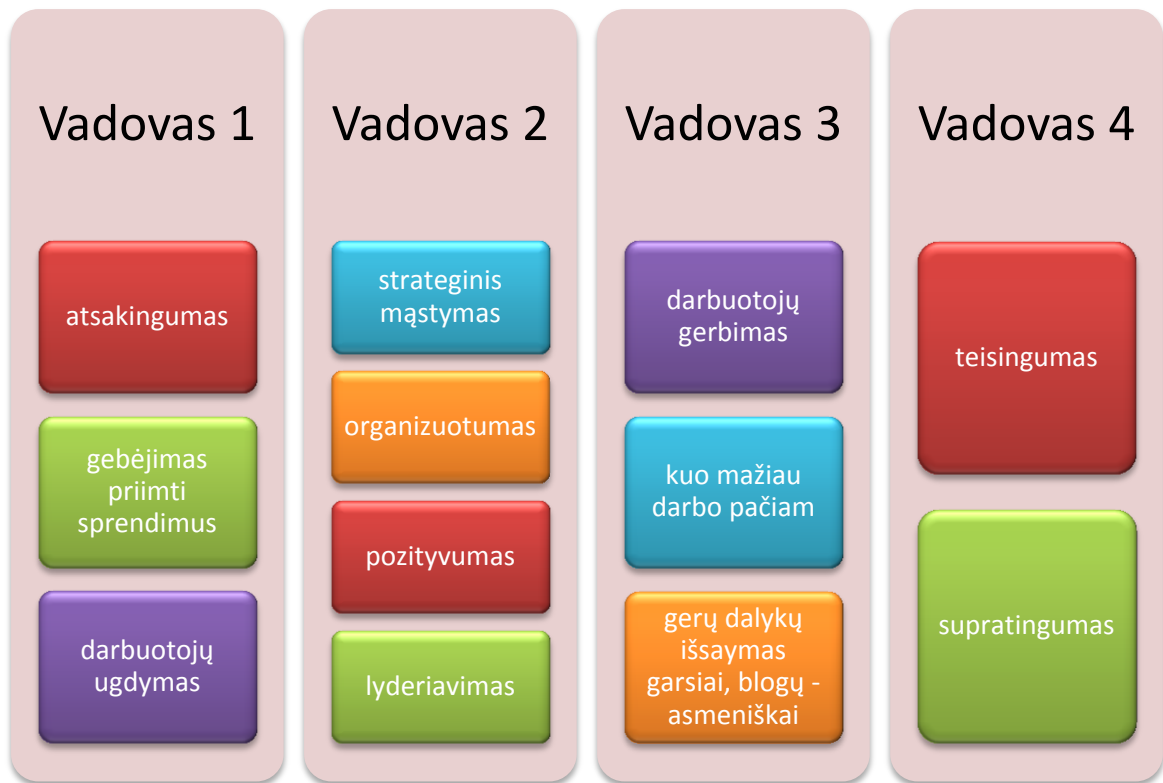 Vadovas 1
atsakingumas
gebėjimas
priimti
sprendimus
darbuotojų
ugdymas
Vadovas 2
strateginis
mąstymas
organizuotumas
pozityvumas
lyderiavimas
Vadovas 3
darbuotojų
gerbimas
kuo mažiau
darbo pačiam
gerų dalykų
išsaymas
garsiai, blogų -
asmeniškai
Vadovas 4
teisingumas
supratingumas